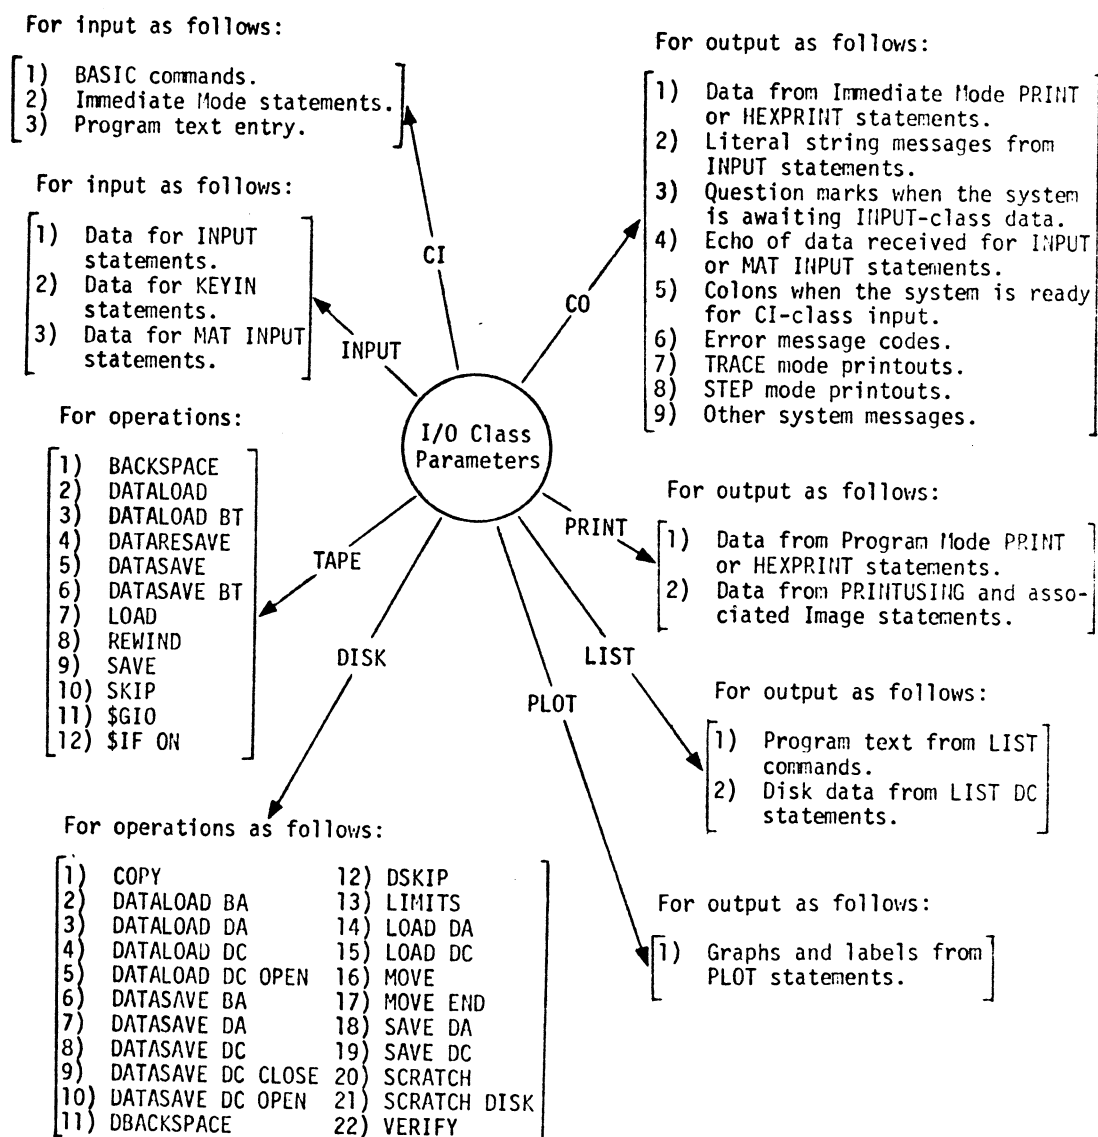 For input as follows:
1) BASIC commands.
2) Immediate Mode statements.
3) Program text entry.
CI
For input as follows:
1) Data for INPUT
statements.
2) Data for KEYIN
statements.
3) Data for MAT INPUT
statements.
INPUT
For output as follows:
1) Data from Immediate Mode PRINT
or HEXPRINT statements.
2) Literal string messages from
INPUT statements.
3) Question marks when the system
is awaiting INPUT-class data.
4) Echo of data received for INPUT
or MAT INPUT statements.
5) Colons when the system is ready
for CI-class input.
6) Error message codes.
7) TRACE mode printouts.
8) STEP mode printouts.
9) Other system messages.
CO
I/O Class
Parameters
For operations:
1) BACKSPACE
2) DATALOAD
3) DATALOAD BT
4) DATARESAVE
5) DATASAVE
6) DATASAVE BT
7) LOAD
8) REWIND
9) SAVE
10) SKIP
11) $GIO
12) $IF ON
TAPE
For output as follows:
1) Data from Program Mode PRINT
or HEXPRINT statements.
2) Data from PRINTUSING and asso-
ciated Image statements.
PRINT
DISK
LIST
PLOT
For output as follows:
1) Program text from LIST
commands.
2) Disk data from LIST DC
statements.
For operations as follows:
1) COPY
2) DATALOAD BA
3) DATALOAD DA
4) DATALOAD DC
5) DATALOAD DC OPEN
6) DATASAVE BA
7) DATASAVE DA
8) DATASAVE DC
9) DATASAVE DC CLOSE
10) DATASAVE DC OPEN
11) DBACKSPACE
12) DSKIP
13) LIMITS
14) LOAD DA
15) LOAD DC
16) MOVE
17) MOVE END
18) SAVE DA
19) SAVE DC
20) SCRATCH
21) SCRATCH DISK
22) VERIFY
For output as follows:
1) Graphs and labels from
PLOT statements.